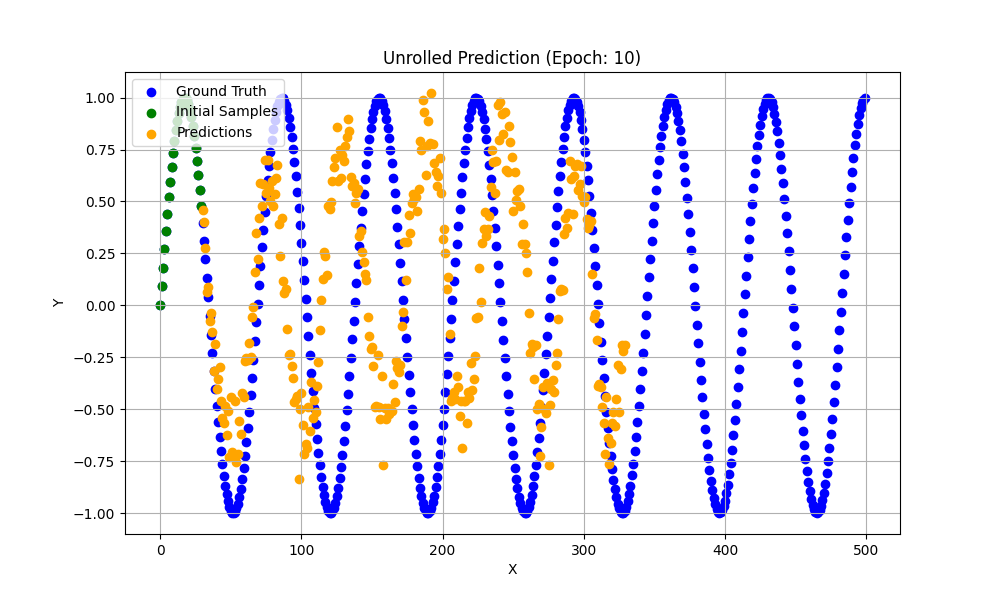 Unrolled Prediction (Epoch: 10)
Ground Truth
Initial Samples
Predictions
1.00
0.75
0.50
0.25
0.00
−0.25
−0.50
−0.75
−1.00
Y
0 100 200 300 400 500
X